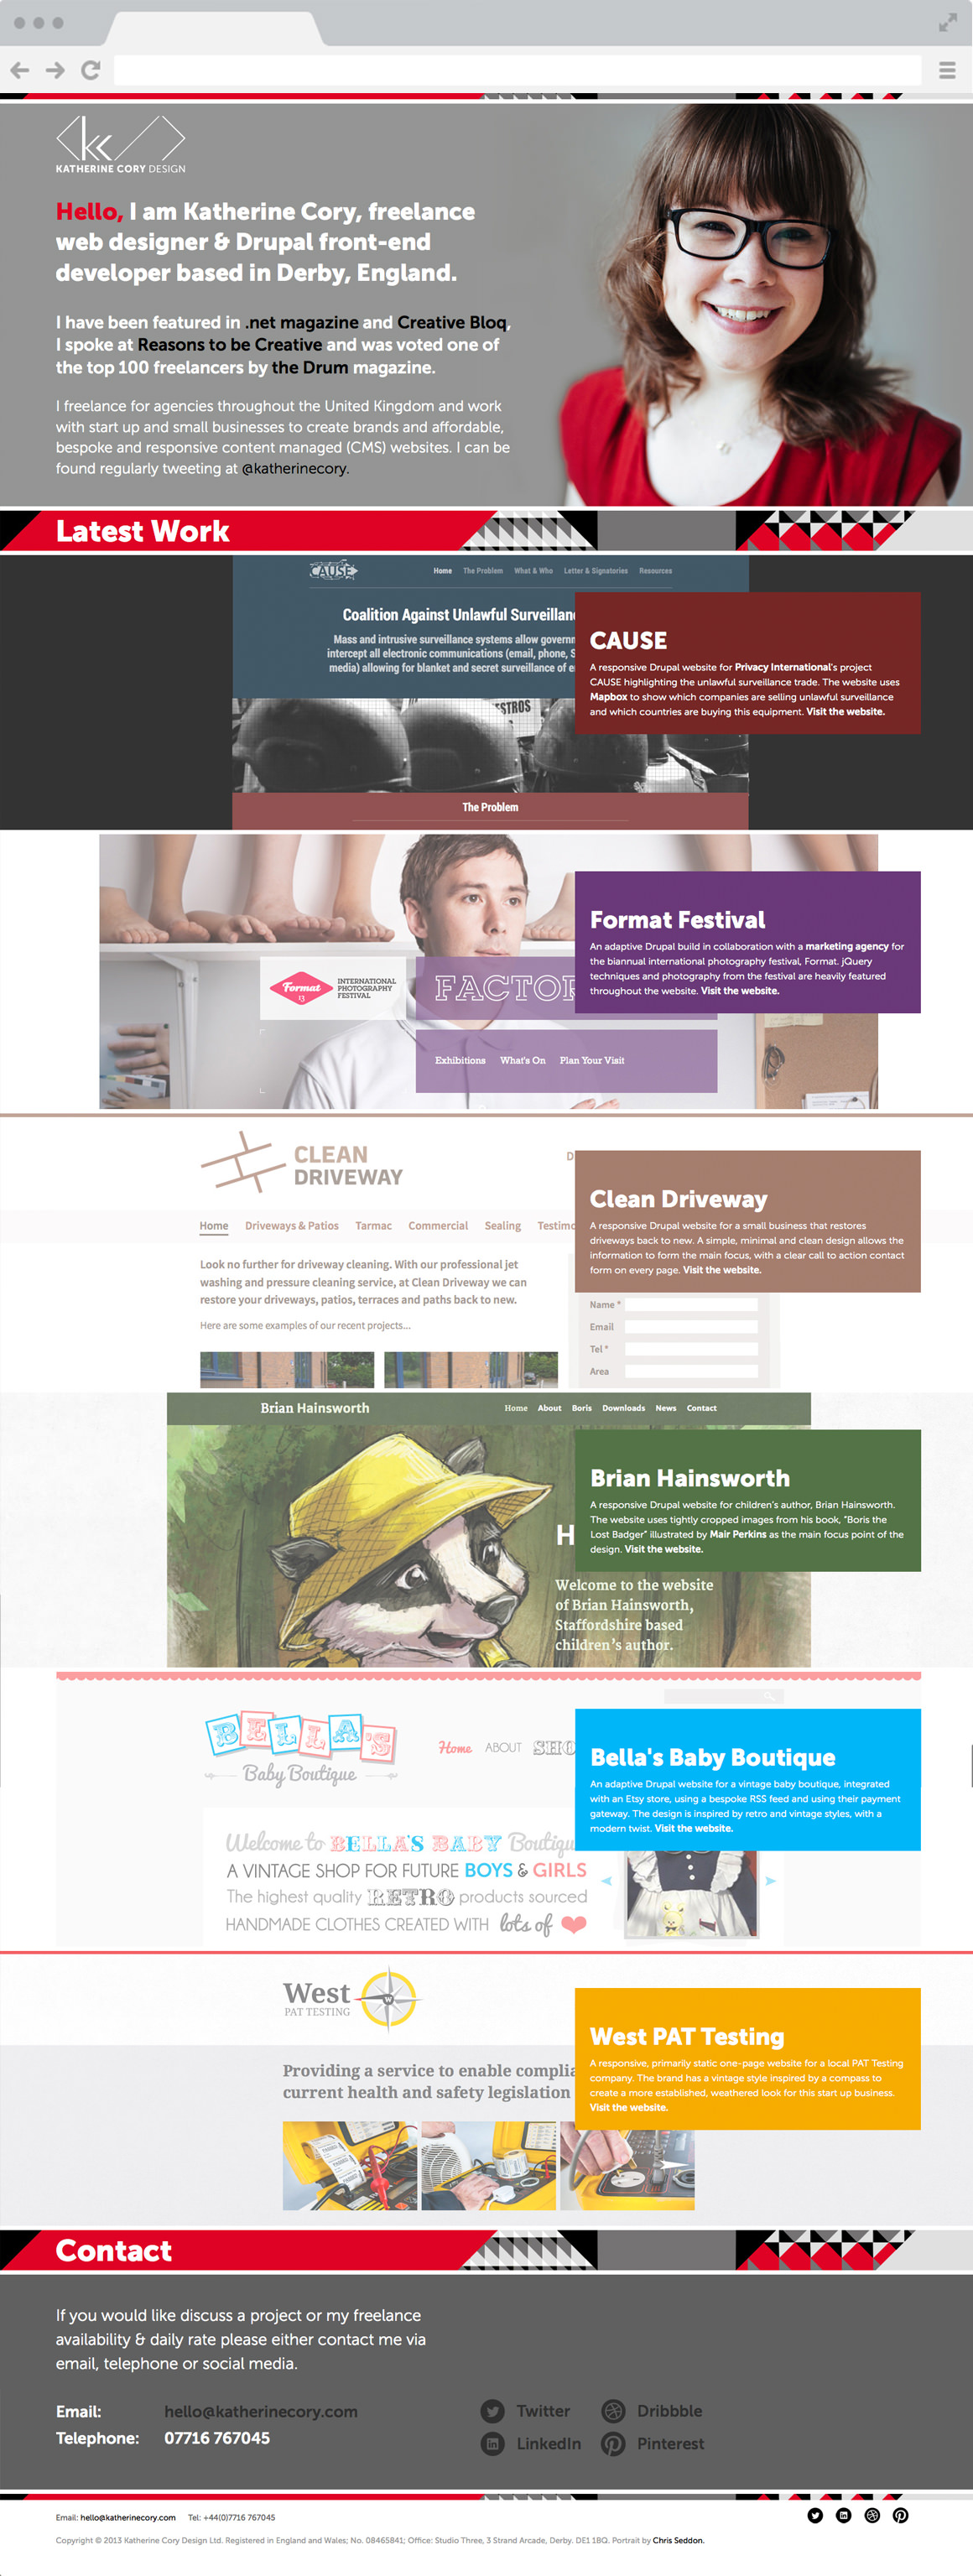 KATHERINE CORY DESIGN
Hello, I am Katherine Cory, freelance
web designer & Drupal front-end
developer based in Derby, England.
I have been featured in .net magazine and Creative Bloq,
I spoke at Reasons to be Creative and was voted one of
the top 100 freelancers by the Drum magazine.
I freelance for agencies throughout the United Kingdom and work
with start up and small businesses to create brands and affordable,
bespoke and responsive content managed (CMS) websites. I can be
found regularly tweeting at @katherinecory.
Latest Work
CAUSE
Home The Problem What & Who Letter & Signatories Resources
Coalition Against Unlawful Surveillan
Mass and intrusive surveillance systems allow governm
intercept all electronic communications (email, phone, S
media) allowing for blanket and secret surveillance of e
STROS
The Problem
CAUSE
A responsive Drupal website for Privacy International's project
CAUSE highlighting the unlawful surveillance trade. The website uses
Mapbox to show which companies are selling unlawful surveillance
and which countries are buying this equipment. Visit the website.
Format
13
INTERNATIONAL
PHOTOGRAPHY
FESTIVAL
FACTOR
Exhibitions What's On Plan Your Visit
Format Festival
An adaptive Drupal build in collaboration with a marketing agency for
the biannual international photography festival, Format. jQuery
techniques and photography from the festival are heavily featured
throughout the website. Visit the website.
CLEAN
DRIVEWAY
D
Home Driveways & Patios Tarmac Commercial Sealing Testimo
Look no further for driveway cleaning. With our professional jet
washing and pressure cleaning service, at Clean Driveway we can
restore your driveways, patios, terraces and paths back to new.
Here are some examples of our recent projects...
Clean Driveway
A responsive Drupal website for a small business that restores
driveways back to new. A simple, minimal and clean design allows the
information to form the main focus, with a clear call to action contact
form on every page. Visit the website.
Name *
Email
Tel *
Area
Brian Hainsworth
Home About Boris Downloads News Contact
H
Welcome to the website
of Brian Hainsworth,
Staffordshire based
children's author.
Brian Hainsworth
A responsive Drupal website for children's author, Brian Hainsworth.
The website uses tightly cropped images from his book, "Boris the
Lost Badger" illustrated by Mair Perkins as the main focus point of the
design. Visit the website.
BELLA'S
Baby Boutique
Home ABOUT SHO
Welcome to BELLA'S BABY Boutiqu
A VINTAGE SHOP FOR FUTURE BOYS & GIRLS
The highest quality RETRO products sourced
HANDMADE CLOTHES CREATED WITH lots of
Bella's Baby Boutique
An adaptive Drupal website for a vintage baby boutique, integrated
with an Etsy store, using a bespoke RSS feed and using their payment
gateway. The design is inspired by retro and vintage styles, with a
modern twist. Visit the website.
West
PAT TESTING
W
Providing a service to enable complia
current health and safety legislation
West PAT Testing
A responsive, primarily static one-page website for a local PAT Testing
company. The brand has a vintage style inspired by a compass to
create a more established, weathered look for this start up business.
Visit the website.
Contact
If you would like discuss a project or my freelance
availability & daily rate please either contact me via
email, telephone or social media.
Email: hello@katherinecory.com
Telephone: 07716 767045
Twitter Dribbble
LinkedIn Pinterest
Email: hello@katherinecory.com Tel: +44(0)7716 767045
Copyright © 2013 Katherine Cory Design Ltd. Registered in England and Wales; No. 08465841; Office: Studio Three, 3 Strand Arcade, Derby. DE1 1BQ. Portrait by Chris Seddon.